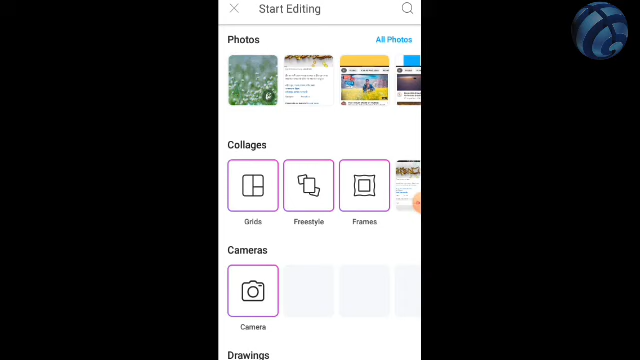 Start Editing
Photos
All Photos
Collages
Grids
Freestyle
Frames
Cameras
Camera
Drawings